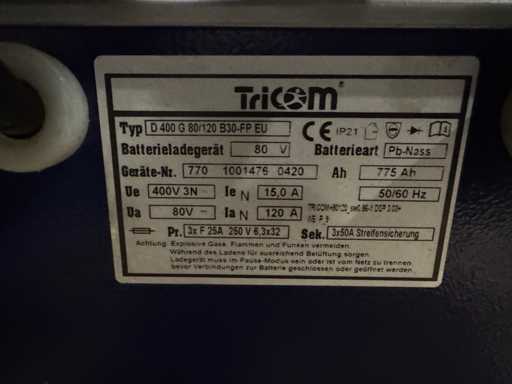 TriCOM®
Typ D 400 G 80/120 B30-FP EU CE IP21
Batterieladegerät 80 V Batterieart Pb-Nass
Geräte-Nr. 770 1001476 0420 Ah 775 Ah
Ue 400V 3N~ Ie N 15,0 A 50/60 Hz
Ua 80V Ia N 120 A
Pr. 3x F 25A 250 V 6,3x32 Sek. 3x50A Streifensicherung
Achtung: Explosive Gase. Flammen und Funken vermeiden.
Während des Ladens für ausreichend Belüftung sorgen.
Ladegerät muss im Pause-Modus sein oder ist vom Netz zu trennen
bevor Verbindungen zur Batterie geschlossen oder geöffnet werden.